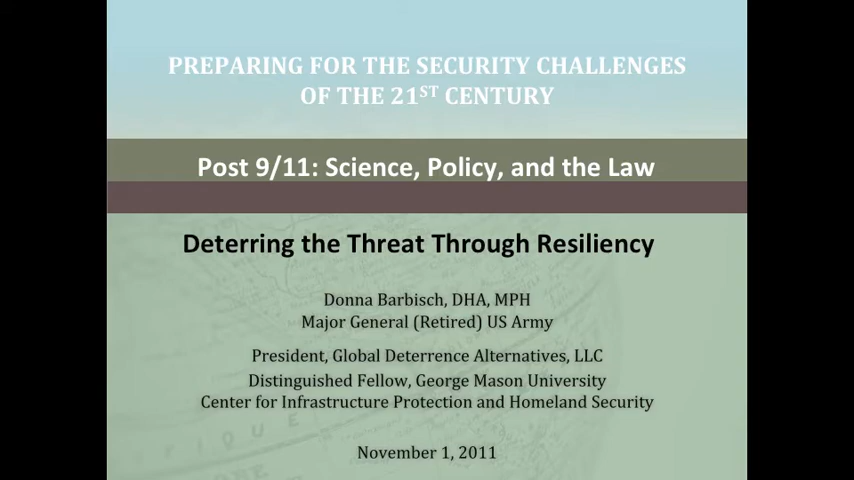 PREPARING FOR THE SECURITY CHALLENGES
OF THE 21ST CENTURY
Post 9/11: Science, Policy, and the Law
Deterring the Threat Through Resiliency
Donna Barbisch, DHA, MPH
Major General (Retired) US Army
President, Global Deterrence Alternatives, LLC
Distinguished Fellow, George Mason University
Center for Infrastructure Protection and Homeland Security
November 1, 2011